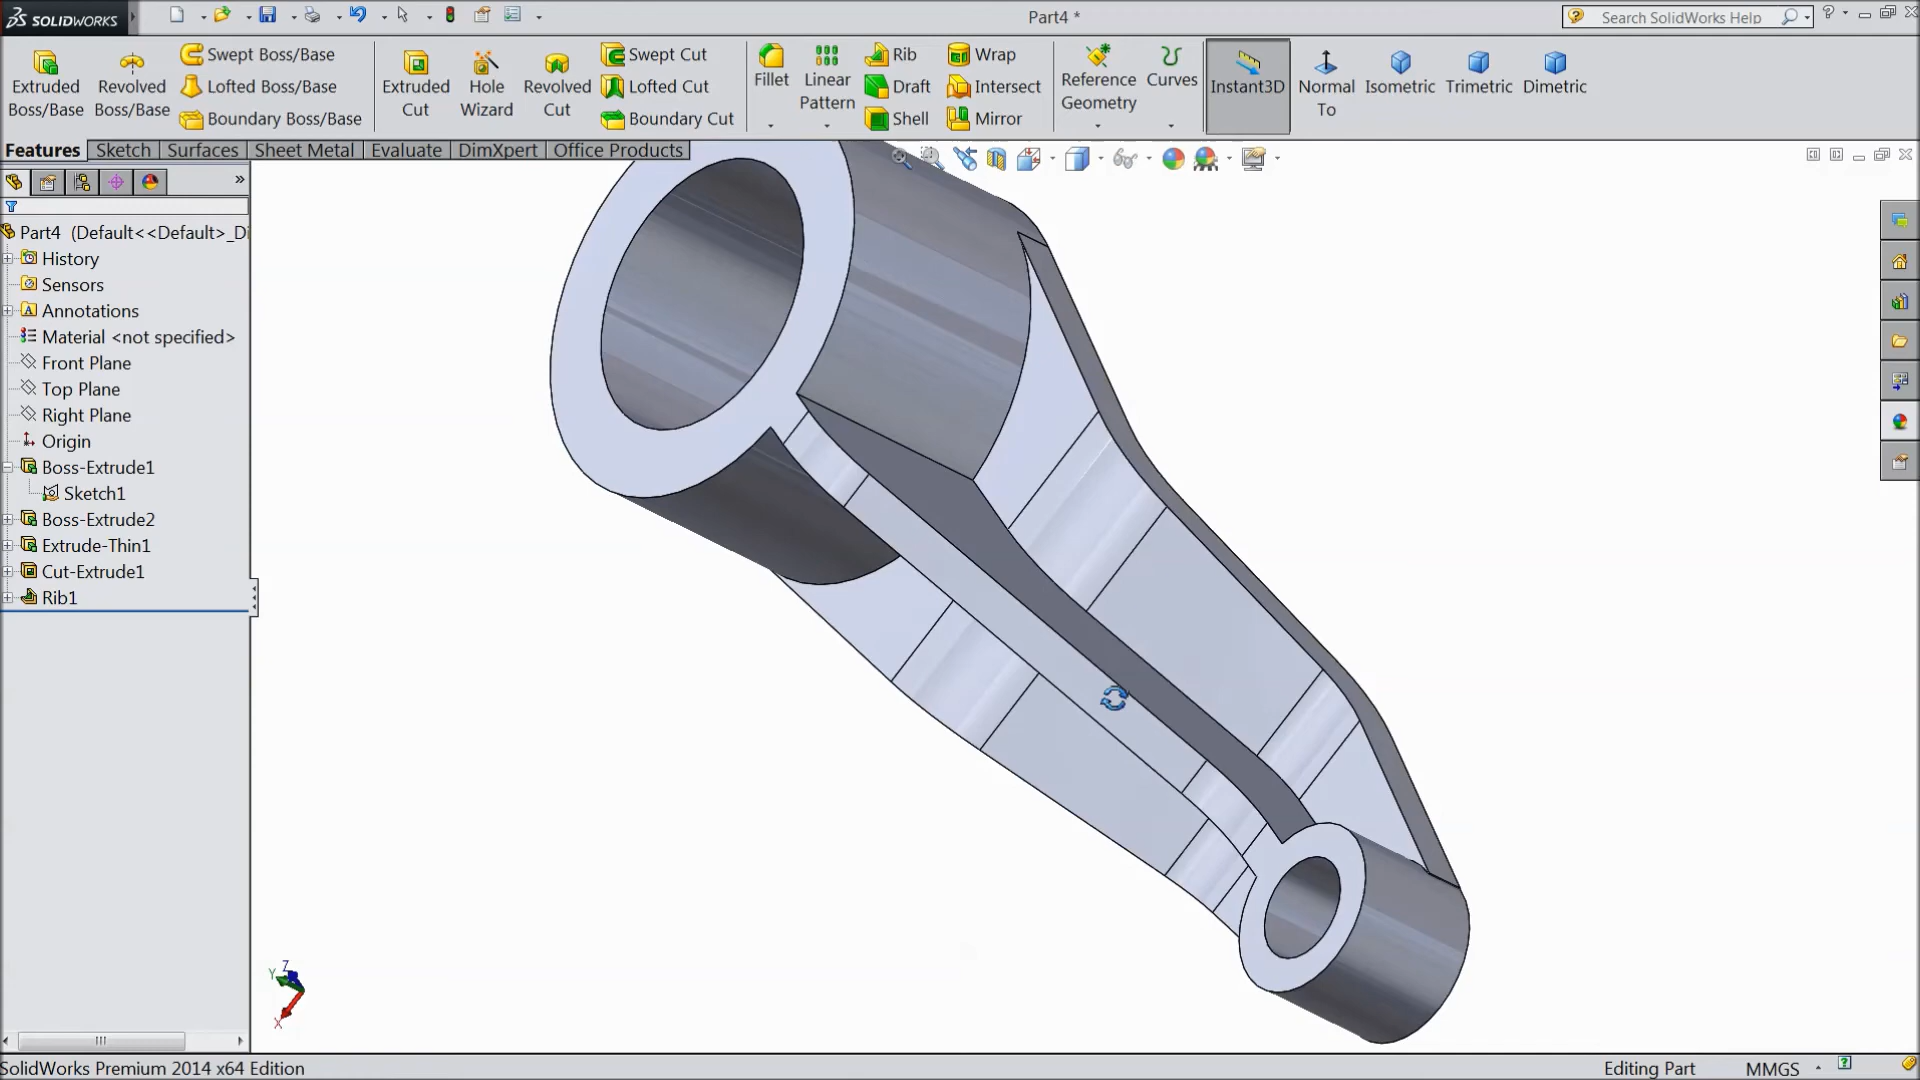 SOLIDWORKS
Part4 *
Search SolidWorks Help
Extruded Boss/Base
Revolved Boss/Base
Swept Boss/Base
Lofted Boss/Base
Boundary Boss/Base
Extruded Cut
Hole Wizard
Revolved Cut
Swept Cut
Lofted Cut
Boundary Cut
Fillet
Linear Pattern
Rib
Draft
Shell
Wrap
Intersect
Mirror
Reference Geometry
Curves
Instant3D
Normal To
Isometric
Trimetric
Dimetric
Features
Sketch
Surfaces
Sheet Metal
Evaluate
DimXpert
Office Products
Part4 (Default<<Default>_Di
History
Sensors
Annotations
Material <not specified>
Front Plane
Top Plane
Right Plane
Origin
Boss-Extrude1
Sketch1
Boss-Extrude2
Extrude-Thin1
Cut-Extrude1
Rib1
Z
Y
X
SolidWorks Premium 2014 x64 Edition
Editing Part
MMGS